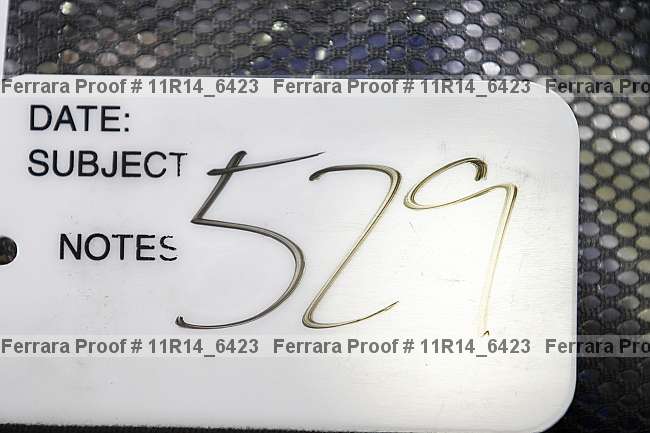 Ferrara Proof # 11R14_6423 Ferrara Proof # 11R14_6423 Ferrara Proof
DATE:
SUBJECT 529
NOTES
Ferrara Proof # 11R14_6423 Ferrara Proof # 11R14_6423 Ferrara Proof